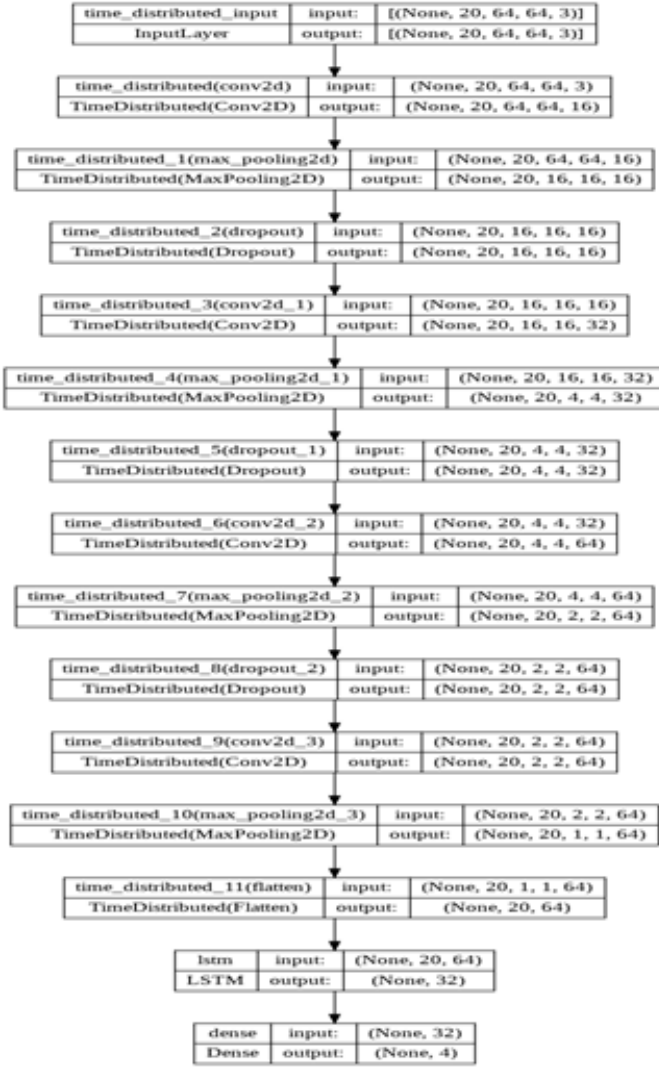 time_distributed_input input: [(None, 20, 64, 64, 3)]
InputLayer output: [(None, 20, 64, 64, 3)]
time_distributed(conv2d) input: (None, 20, 64, 64, 3)
TimeDistributed(Conv2D) output: (None, 20, 64, 64, 16)
time_distributed_1(max_pooling2d) input: (None, 20, 64, 64, 16)
TimeDistributed(MaxPooling2D) output: (None, 20, 16, 16, 16)
time_distributed_2(dropout) input: (None, 20, 16, 16, 16)
TimeDistributed(Dropout) output: (None, 20, 16, 16, 16)
time_distributed_3(conv2d_1) input: (None, 20, 16, 16, 16)
TimeDistributed(Conv2D) output: (None, 20, 16, 16, 32)
time_distributed_4(max_pooling2d_1) input: (None, 20, 16, 16, 32)
TimeDistributed(MaxPooling2D) output: (None, 20, 4, 4, 32)
time_distributed_5(dropout_1) input: (None, 20, 4, 4, 32)
TimeDistributed(Dropout) output: (None, 20, 4, 4, 32)
time_distributed_6(conv2d_2) input: (None, 20, 4, 4, 32)
TimeDistributed(Conv2D) output: (None, 20, 4, 4, 64)
time_distributed_7(max_pooling2d_2) input: (None, 20, 4, 4, 64)
TimeDistributed(MaxPooling2D) output: (None, 20, 2, 2, 64)
time_distributed_8(dropout_2) input: (None, 20, 2, 2, 64)
TimeDistributed(Dropout) output: (None, 20, 2, 2, 64)
time_distributed_9(conv2d_3) input: (None, 20, 2, 2, 64)
TimeDistributed(Conv2D) output: (None, 20, 2, 2, 64)
time_distributed_10(max_pooling2d_3) input: (None, 20, 2, 2, 64)
TimeDistributed(MaxPooling2D) output: (None, 20, 1, 1, 64)
time_distributed_11(flatten) input: (None, 20, 1, 1, 64)
TimeDistributed(Flatten) output: (None, 20, 64)
lstm input: (None, 20, 64)
LSTM output: (None, 32)
dense input: (None, 32)
Dense output: (None, 4)